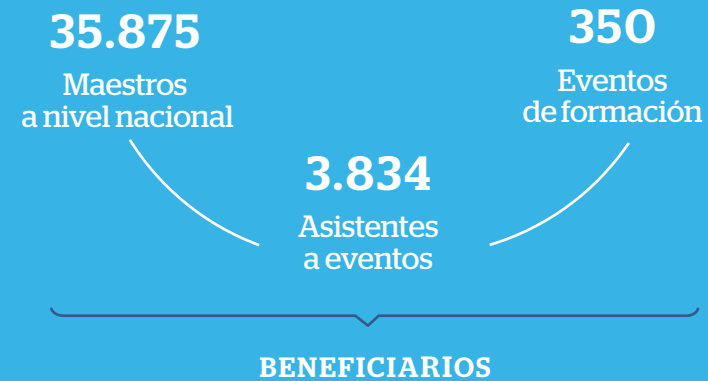 35.875
Maestros
a nivel nacional
350
Eventos
de formación
3.834
Asistentes
a eventos
BENEFICIARIOS